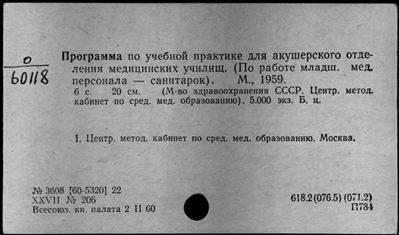 0
60118
Программа по учебной практике для акушерского отде-
ления медицинских училищ. (По работе младш. мед.
персонала — санитарок). М., 1959.
6 с. 20 см. (М-во здравоохранения СССР. Центр. метод.
кабинет по сред. мед. образованию). 5.000 экз. Б. ц.
1. Центр. метод. кабинет по сред. мед. образованию. Москва.
№ 3608 [60-5320] 22
XXVII № 206
Всесоюз. кн. палата 2 II 60
618.2(076.5) (071.2)
П784